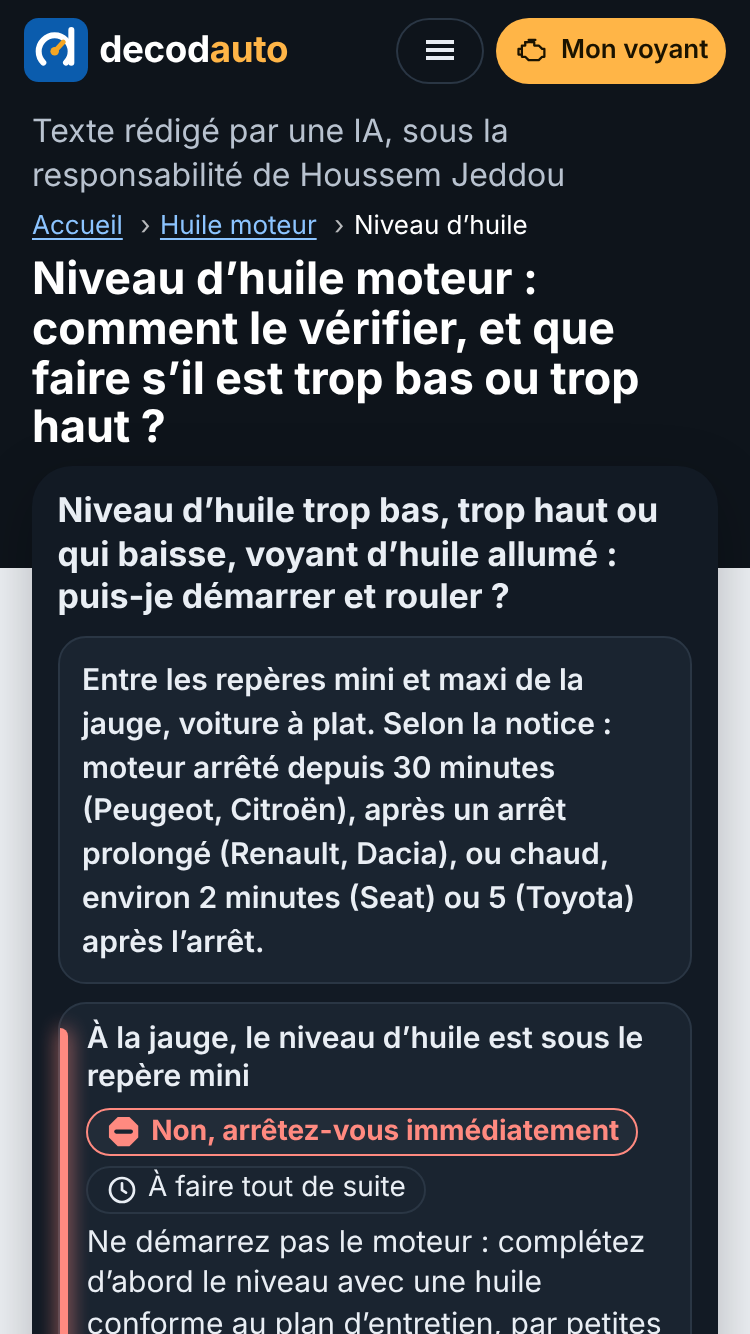 decodauto
Mon voyant
Texte rédigé par une IA, sous la
responsabilité de Houssem Jeddou
Accueil › Huile moteur › Niveau d’huile
Niveau d’huile moteur :
comment le vérifier, et que
faire s’il est trop bas ou trop
haut ?
Niveau d’huile trop bas, trop haut ou
qui baisse, voyant d’huile allumé :
puis-je démarrer et rouler ?
Entre les repères mini et maxi de la
jauge, voiture à plat. Selon la notice :
moteur arrêté depuis 30 minutes
(Peugeot, Citroën), après un arrêt
prolongé (Renault, Dacia), ou chaud,
environ 2 minutes (Seat) ou 5 (Toyota)
après l’arrêt.
À la jauge, le niveau d’huile est sous le
repère mini
Non, arrêtez-vous immédiatement
À faire tout de suite
Ne démarrez pas le moteur : complétez
d’abord le niveau avec une huile
conforme au plan d’entretien, par petites